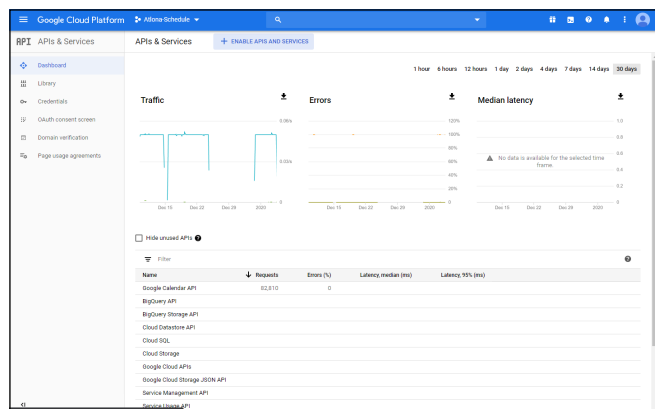 Google Cloud Platform
Atlona-Schedule
API APIs & Services
Dashboard
Library
Credentials
OAuth consent screen
Domain verification
Page usage agreements
APIs & Services
+ ENABLE APIS AND SERVICES
1 hour 6 hours 12 hours 1 day 2 days 4 days 7 days 14 days 30 days
Traffic
0.06/s
0.03/s
0
Dec 15 Dec 22 Dec 29 2020
Errors
120%
100%
80%
60%
40%
20%
0
Dec 15 Dec 22 Dec 29 2020
Median latency
1.0
0.8
0.6
0.4
0.2
0
No data is available for the selected time
frame.
Dec 15 Dec 22 Dec 29 2020
Hide unused APIs
Filter
Name Requests Errors (%) Latency, median (ms) Latency, 95% (ms)
Google Calendar API 82,810 0
BigQuery API
BigQuery Storage API
Cloud Datastore API
Cloud SQL
Cloud Storage
Google Cloud APIs
Google Cloud Storage JSON API
Service Management API
Service Usage API